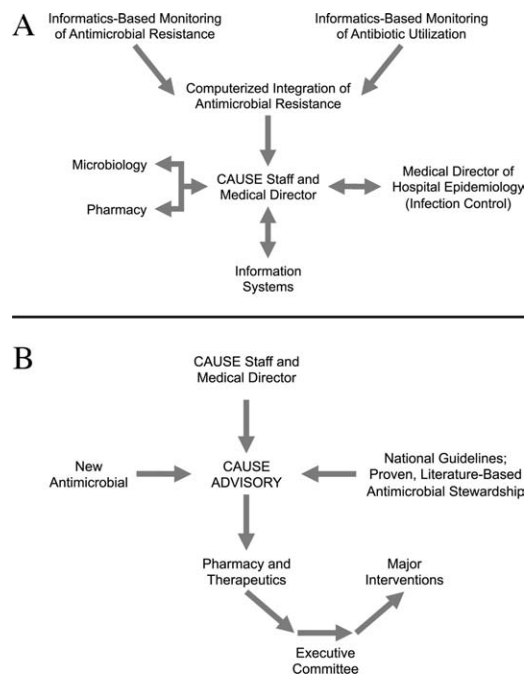 A
Informatics-Based Monitoring
of Antimicrobial Resistance
Informatics-Based Monitoring
of Antibiotic Utilization
Computerized Integration of
Antimicrobial Resistance
Microbiology
Pharmacy
CAUSE Staff and
Medical Director
Medical Director of
Hospital Epidemiology
(Infection Control)
Information
Systems
B
CAUSE Staff and
Medical Director
New
Antimicrobial
CAUSE
ADVISORY
National Guidelines;
Proven, Literature-Based
Antimicrobial Stewardship
Pharmacy and
Therapeutics
Major
Interventions
Executive
Committee